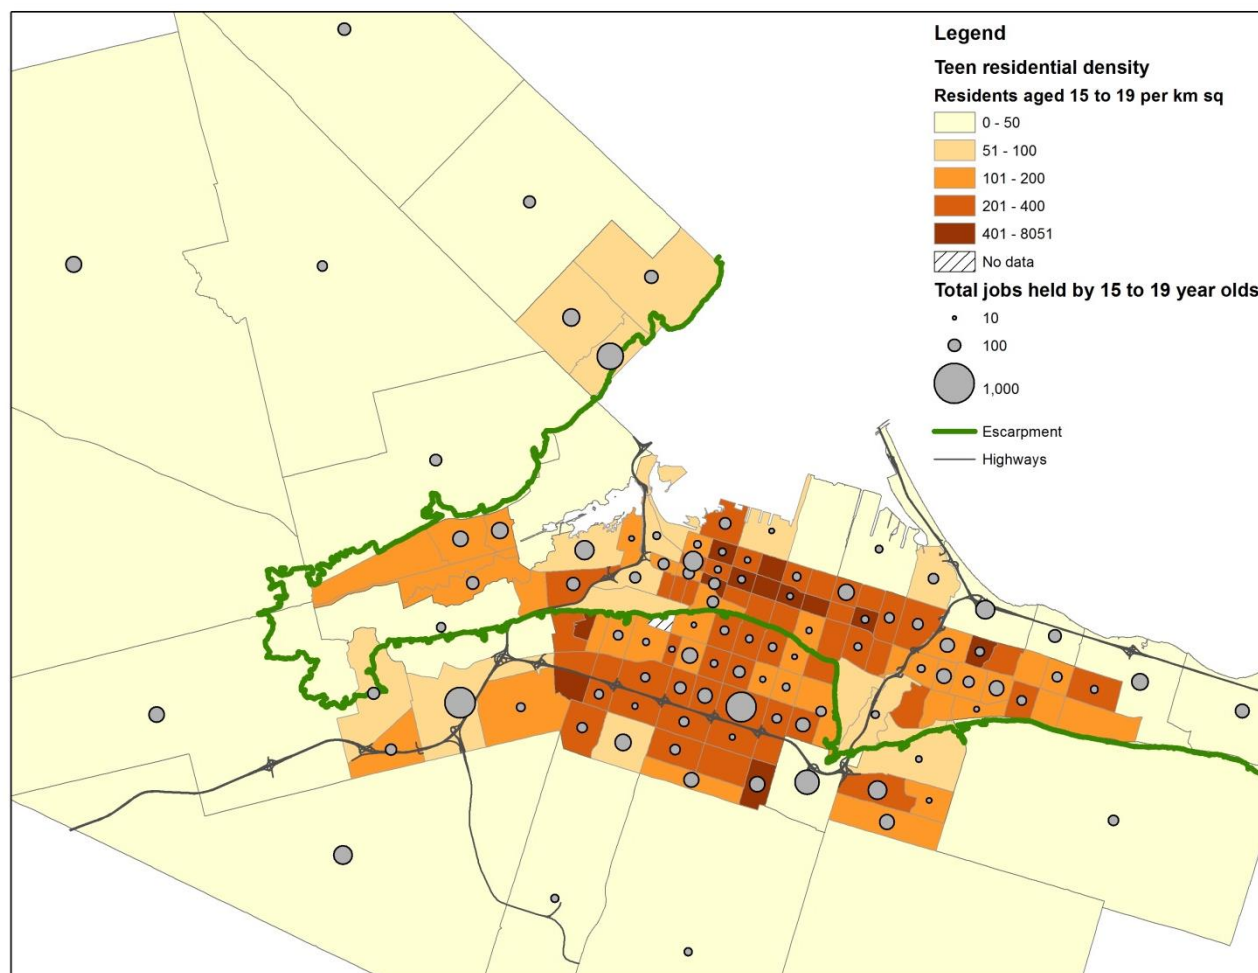 Legend
Teen residential density
Residents aged 15 to 19 per km sq
0 - 50
51 - 100
101 - 200
201 - 400
401 - 8051
No data
Total jobs held by 15 to 19 year olds
10
100
1,000
Escarpment
Highways